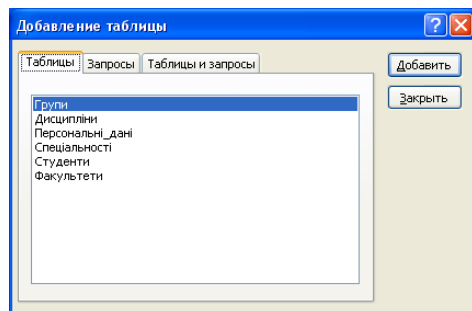 Добавление таблицы
Таблицы Запросы Таблицы и запросы
Добавить
Закрыть
Групи
Дисципліни
Персональні_дані
Спеціальності
Студенти
Факультети